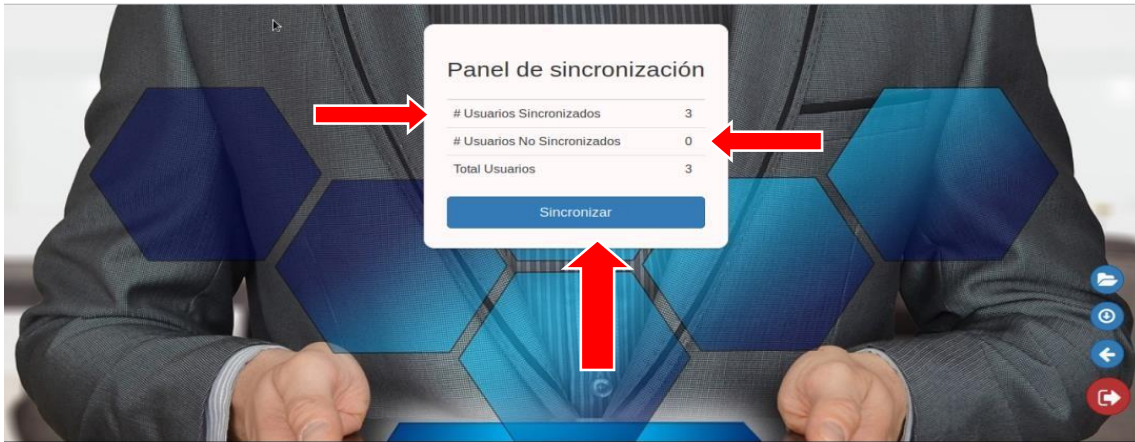 Panel de sincronización
# Usuarios Sincronizados 3
# Usuarios No Sincronizados 0
Total Usuarios 3
Sincronizar